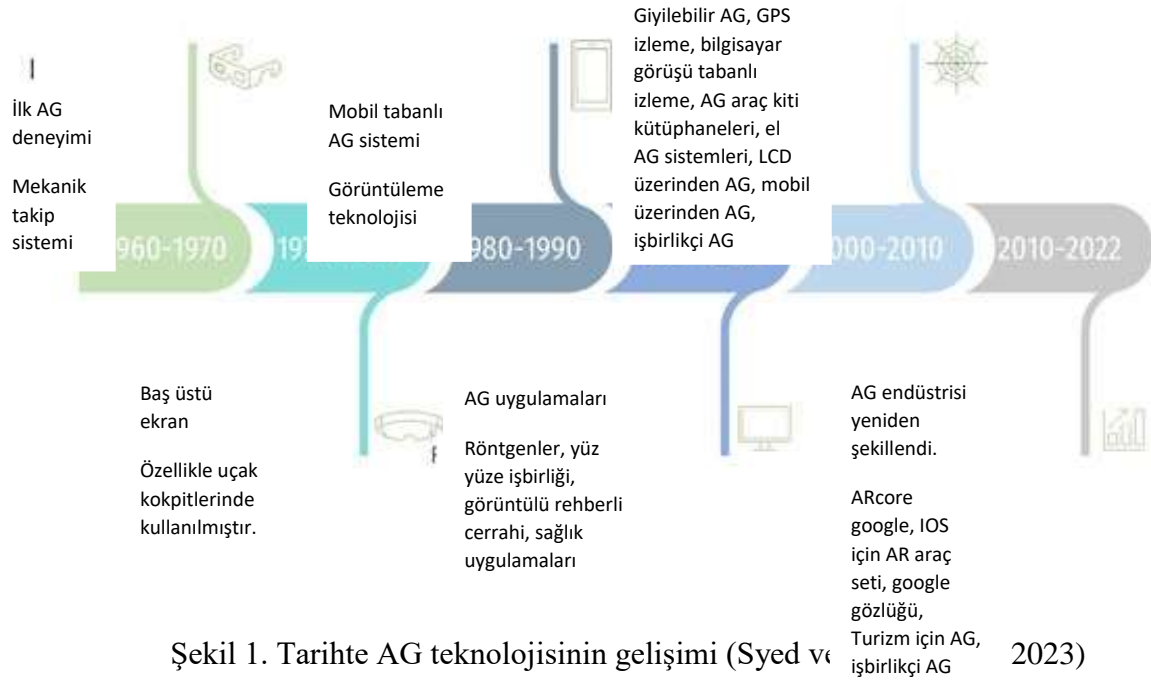 İlk AG
deneyimi
Mekanik
takip
sistemi
Mobil tabanlı
AG sistemi
Görüntüleme
teknolojisi
Giyilebilir AG, GPS
izleme, bilgisayar
görüşü tabanlı
izleme, AG araç kiti
kütüphaneleri, el
AG sistemleri, LCD
üzerinden AG, mobil
üzerinden AG,
işbirlikçi AG
960-1970
980-1990
000-2010
2010-2022
Baş üstü
ekran
Özellikle uçak
kokpitlerinde
kullanılmıştır.
AG uygulamaları
Röntgenler, yüz
yüze işbirliği,
görüntülü rehberli
cerrahi, sağlık
uygulamaları
AG endüstrisi
yeniden
şekillendi.
ARcore
google, IOS
için AR araç
seti, google
gözlüğü,
Turizm için AG,
işbirlikçi AG
Şekil 1. Tarihte AG teknolojisinin gelişimi (Syed 2023)